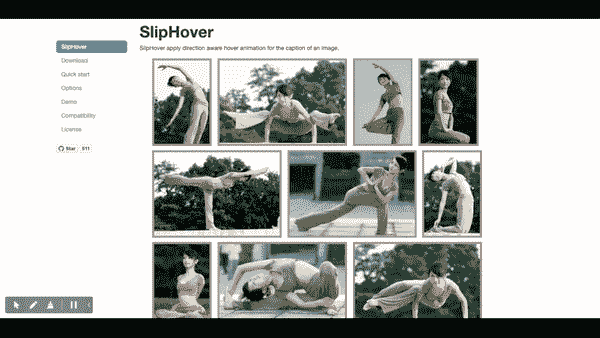 SlipHover
SlipHover apply direction aware hover animation for the caption of an image.
SlipHover
Download
Quick start
Options
Demo
Compatibility
License
Star 511